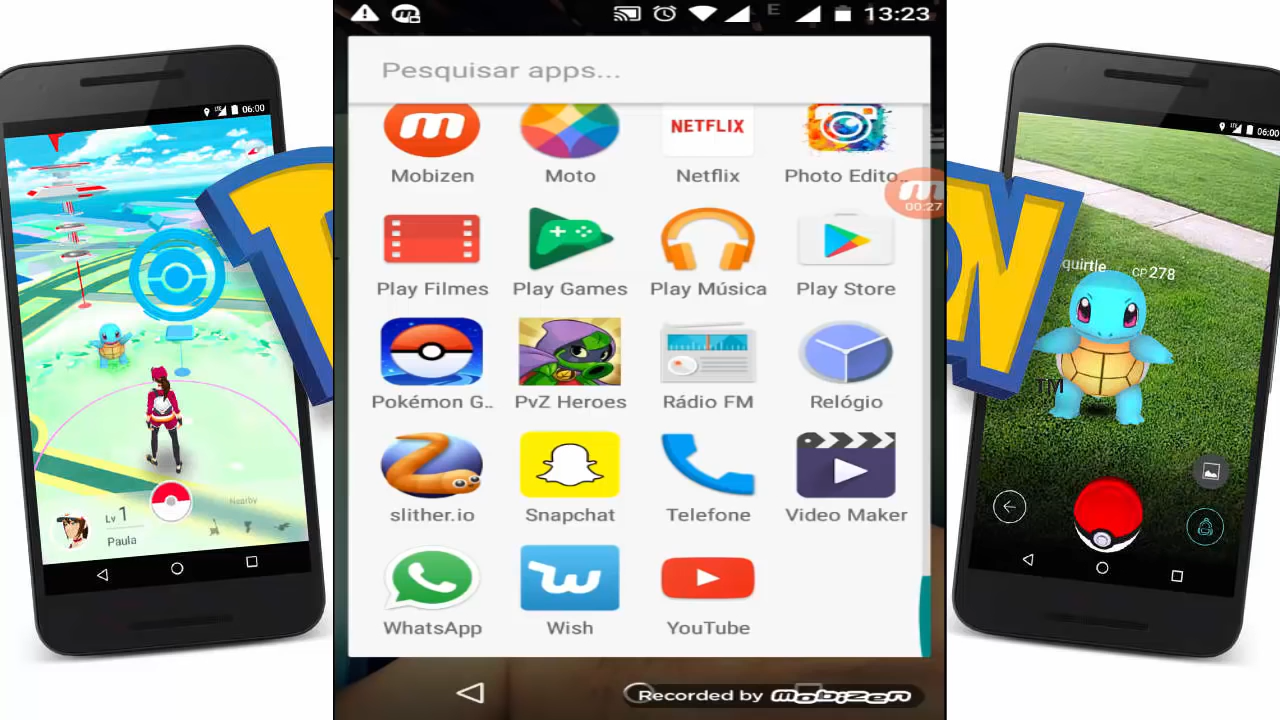 13:23
Pesquisar apps...
NETFLIX
Mobizen
Moto
Netflix
Photo Edito..
00:27
Play Filmes
Play Games
Play Música
Play Store
Pokémon G..
PvZ Heroes
Rádio FM
Relógio
slither.io
Snapchat
Telefone
Video Maker
WhatsApp
Wish
YouTube
Recorded by mobizen
06:00
Nearby
Lv 1
Paula
06:00
quirtle CP 278
TM